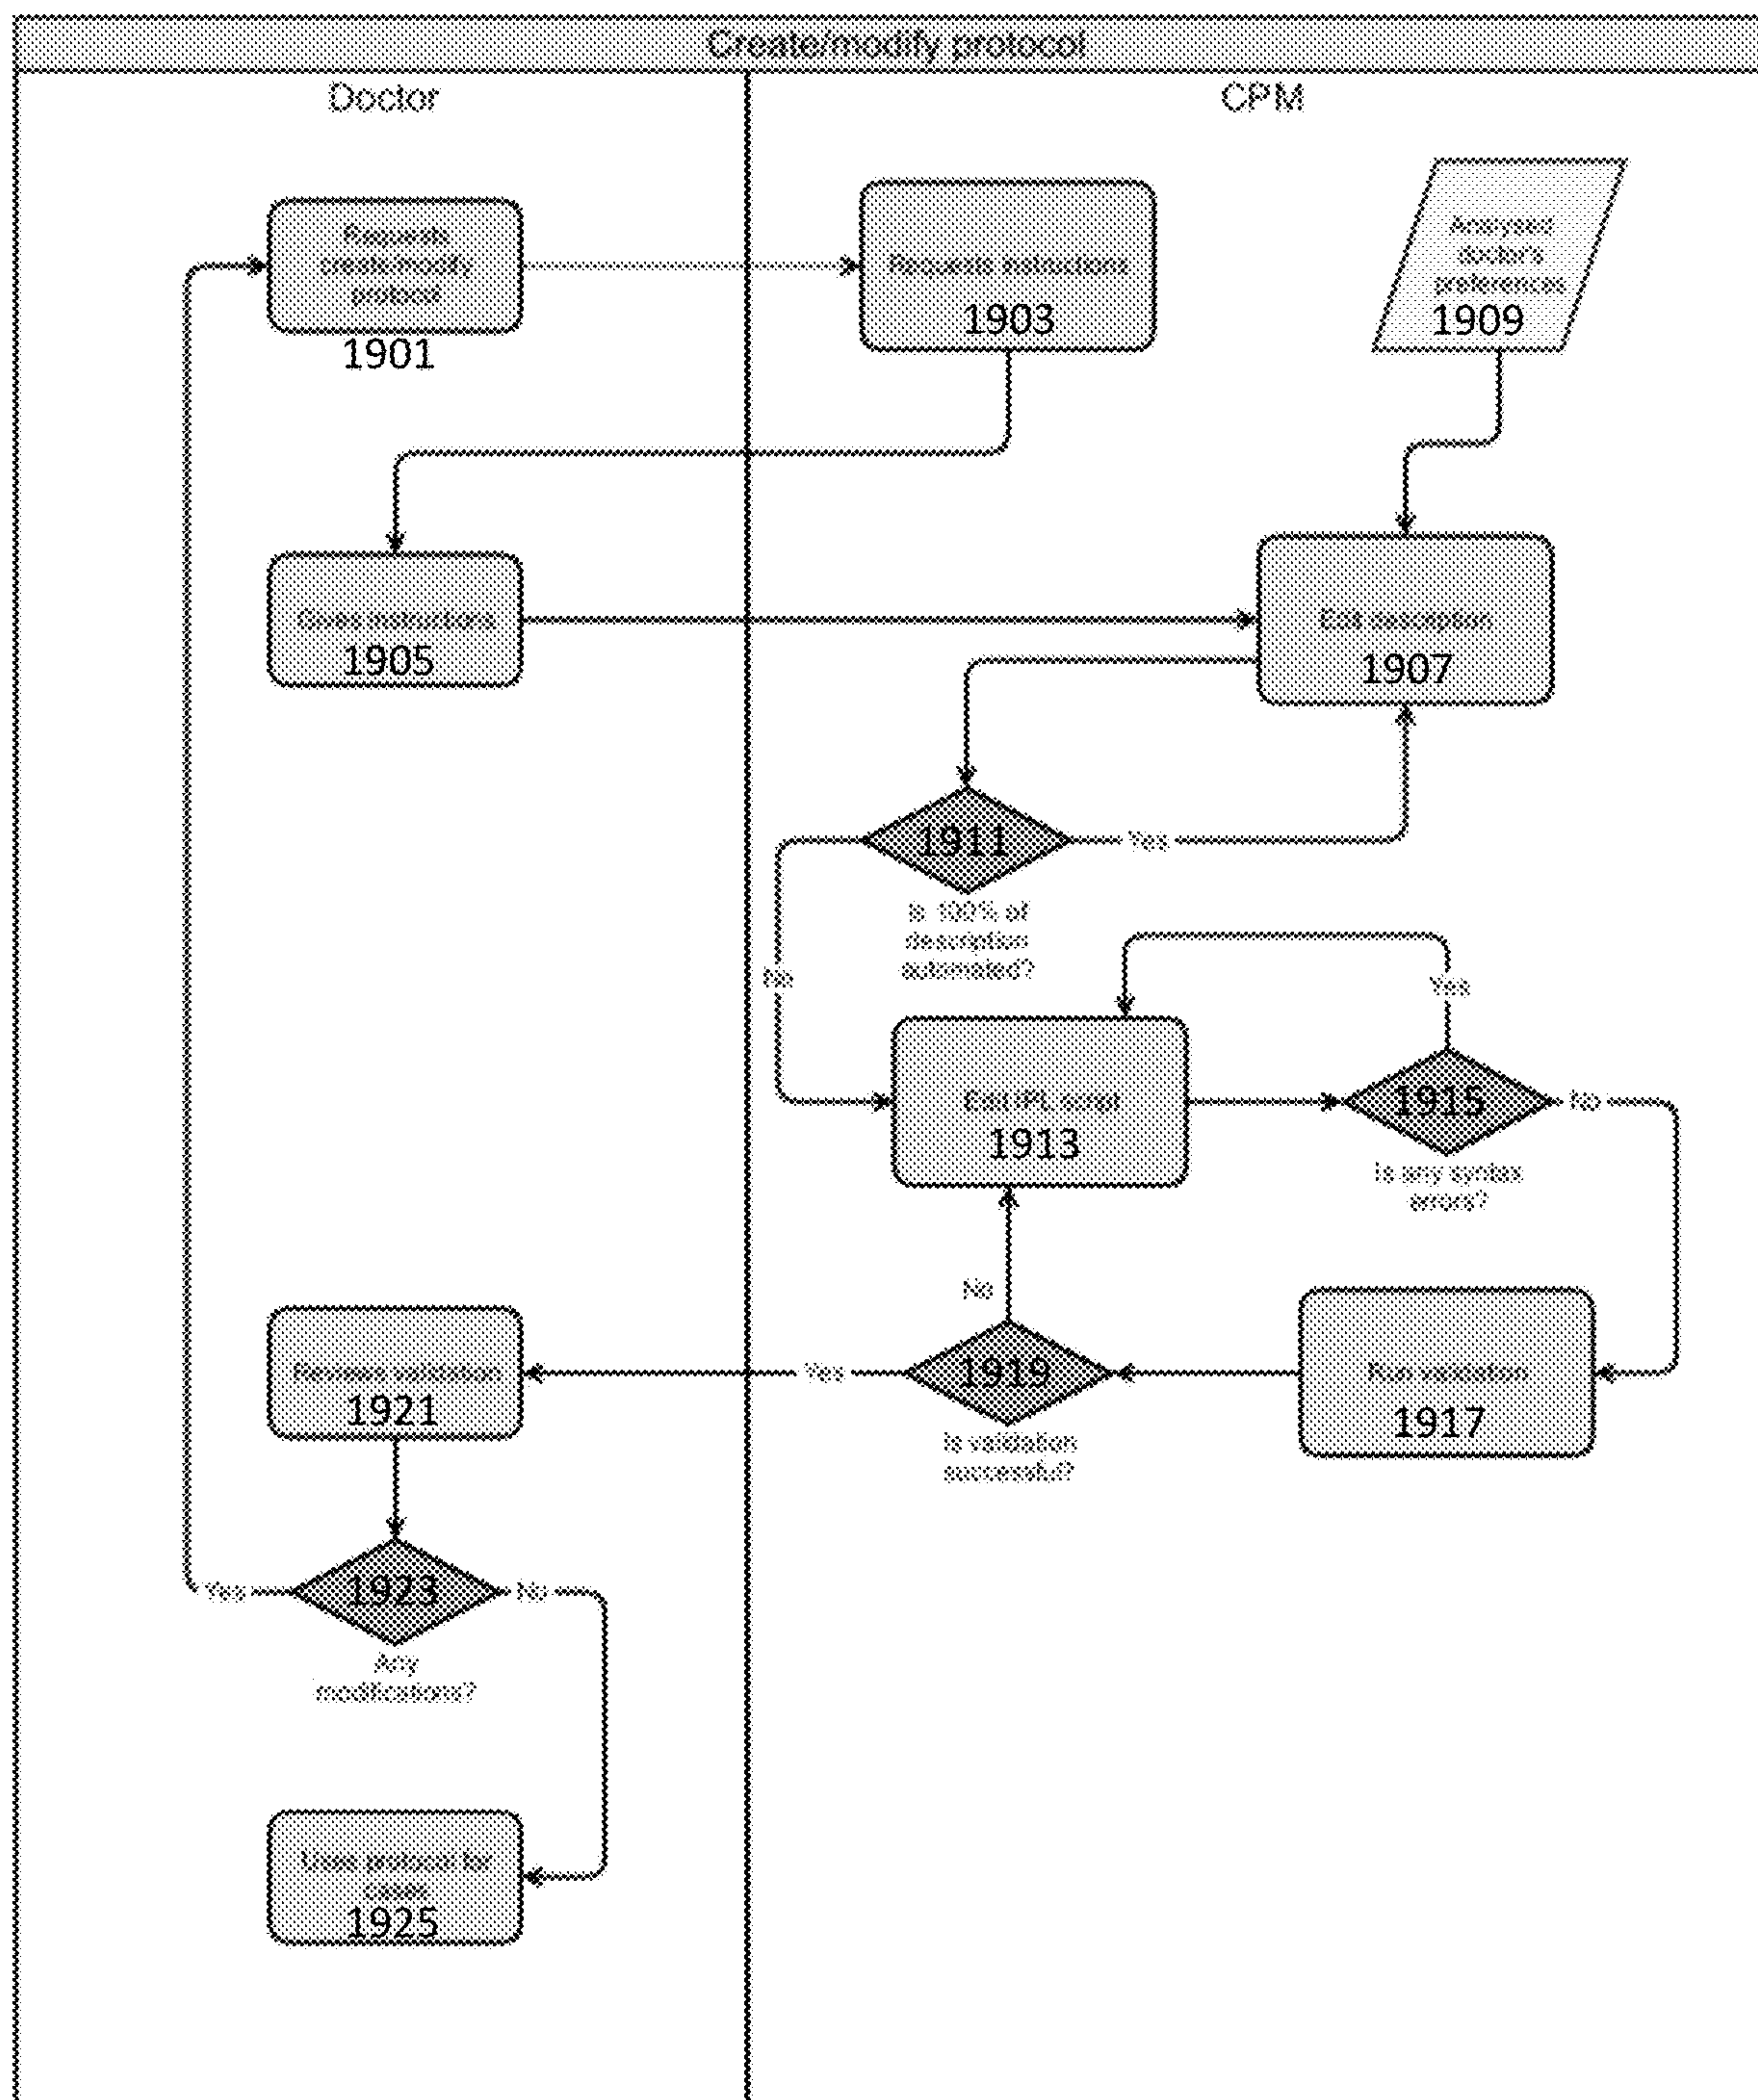 Create/modify protocol
Doctor
CPM
Requests
create/modify
protocol
1901
Requests instructions
1903
Analyzed
doctor's
preferences
1909
Gives instructions
1905
Edit description
1907
1911
Yes
Is 100% of
description
automated?
No
Yes
Edit IPL script
1913
1915
No
Is any syntax
errors?
No
Reviews validation
1921
Yes
1919
Is validation
successful?
Run validation
1917
Yes
1923
No
Any
modifications?
protocol for
cases
1925